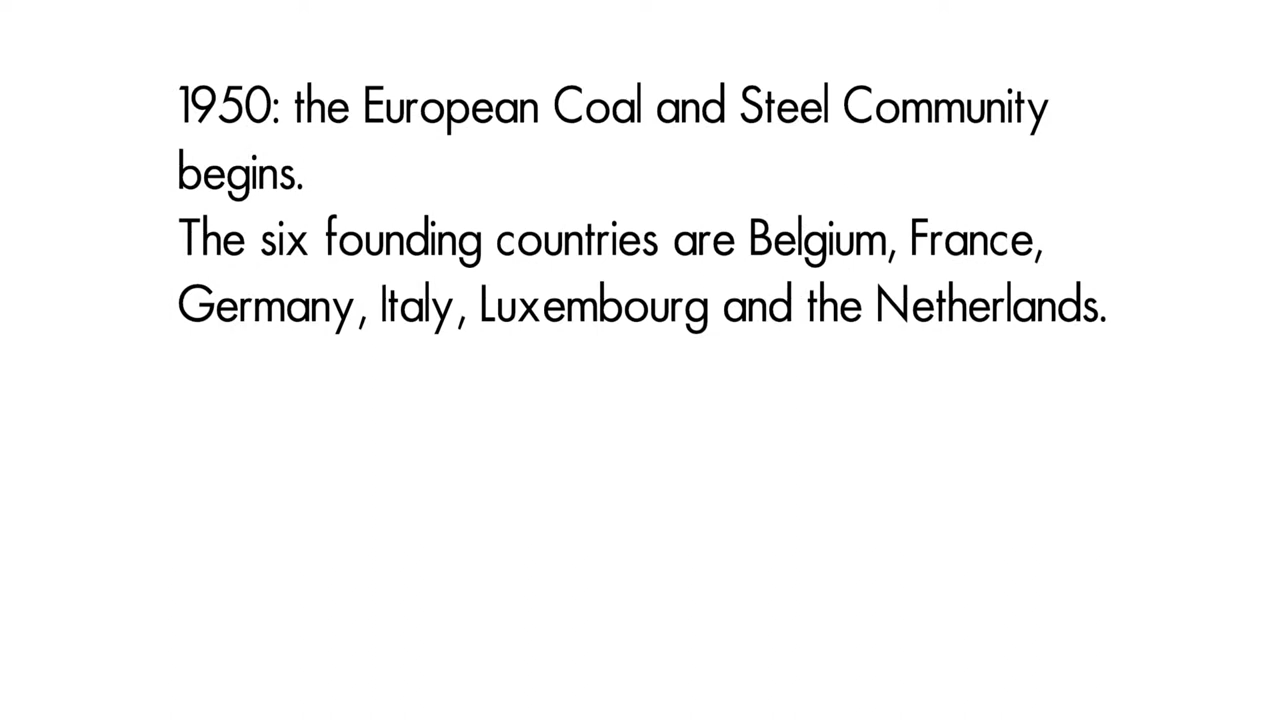 1950: the European Coal and Steel Community
begins.
The six founding countries are Belgium, France,
Germany, Italy, Luxembourg and the Netherlands.